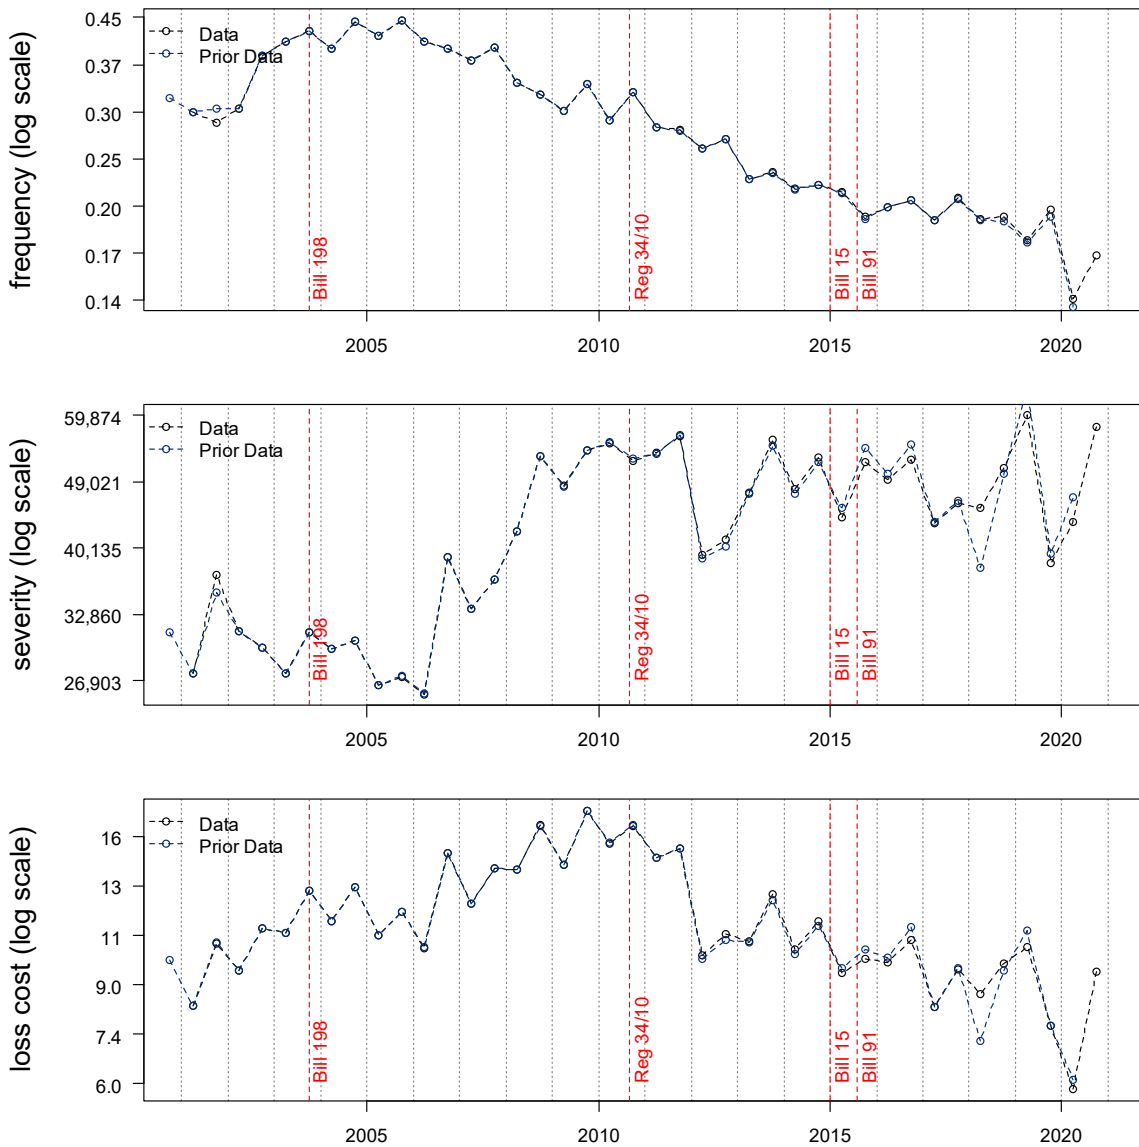 frequency (log scale)
0.45
0.37
0.30
0.25
0.20
0.17
0.14
Data
Prior Data
Bill 198
Reg 34/10
Bill 15
Bill 91
2005
2010
2015
2020
severity (log scale)
59,874
49,021
40,135
32,860
26,903
Data
Prior Data
Bill 198
Reg 34/10
Bill 15
Bill 91
2005
2010
2015
2020
loss cost (log scale)
16
13
11
9.0
7.4
6.0
Data
Prior Data
Bill 198
Reg 34/10
Bill 15
Bill 91
2005
2010
2015
2020